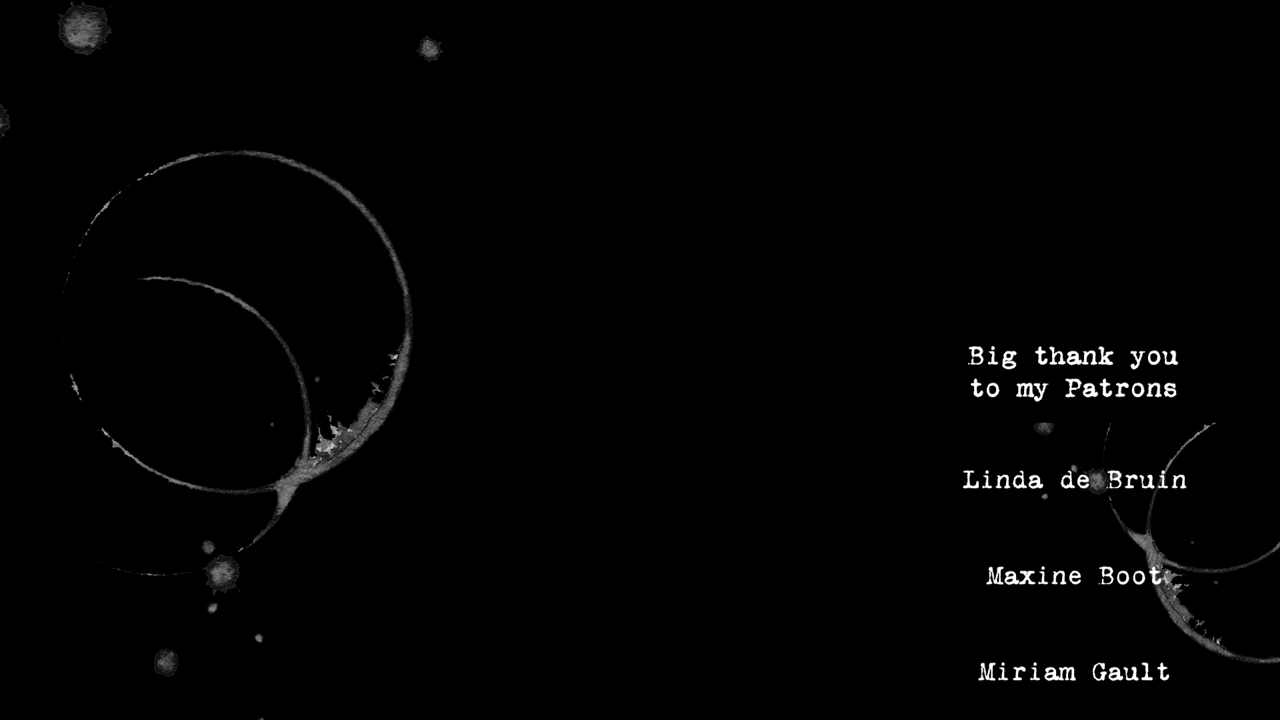 Big thank you
to my Patrons
Linda de Bruin
Maxine Boot
Miriam Gault